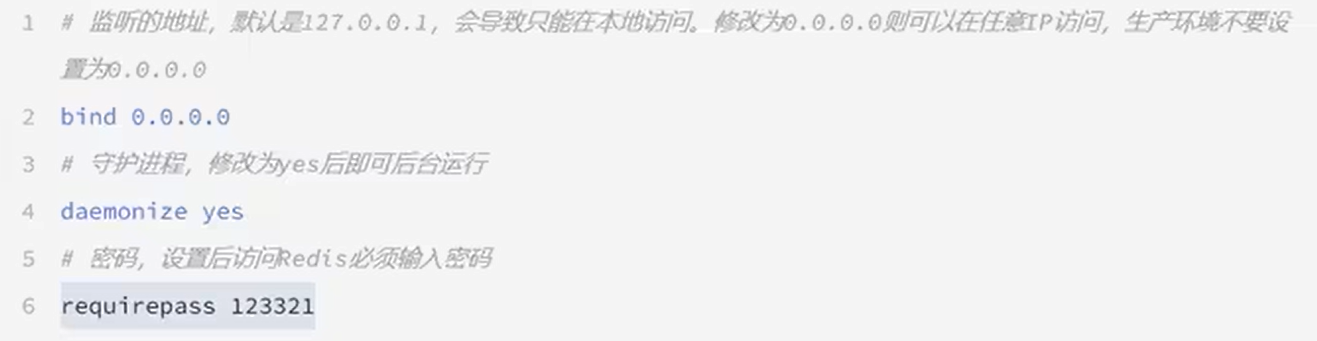 1 # 监听的地址，默认是127.0.0.1，会导致只能在本地访问。修改为0.0.0.0则可以在任意IP访问，生产环境不要设
置为0.0.0.0
2 bind 0.0.0.0
3 # 守护进程，修改为yes后即可后台运行
4 daemonize yes
5 # 密码，设置后访问Redis必须输入密码
6 requirepass 123321